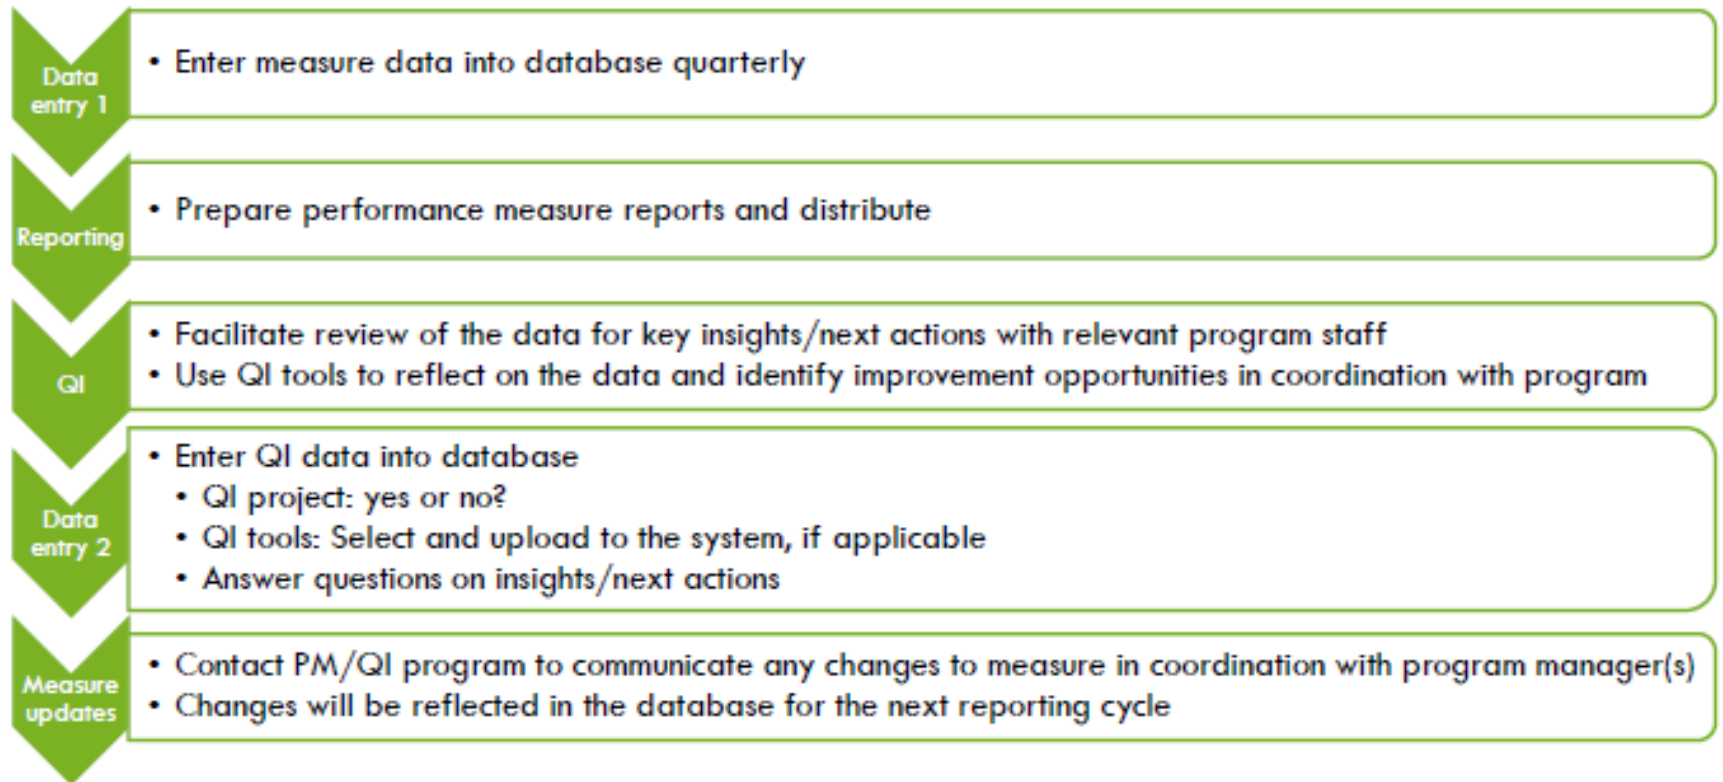 Data
entry 1
• Enter measure data into database quarterly
Reporting
• Prepare performance measure reports and distribute
QI
• Facilitate review of the data for key insights/next actions with relevant program staff
• Use QI tools to reflect on the data and identify improvement opportunities in coordination with program
Data
entry 2
• Enter QI data into database
• QI project: yes or no?
• QI tools: Select and upload to the system, if applicable
• Answer questions on insights/next actions
Measure
updates
• Contact PM/QI program to communicate any changes to measure in coordination with program manager(s)
• Changes will be reflected in the database for the next reporting cycle